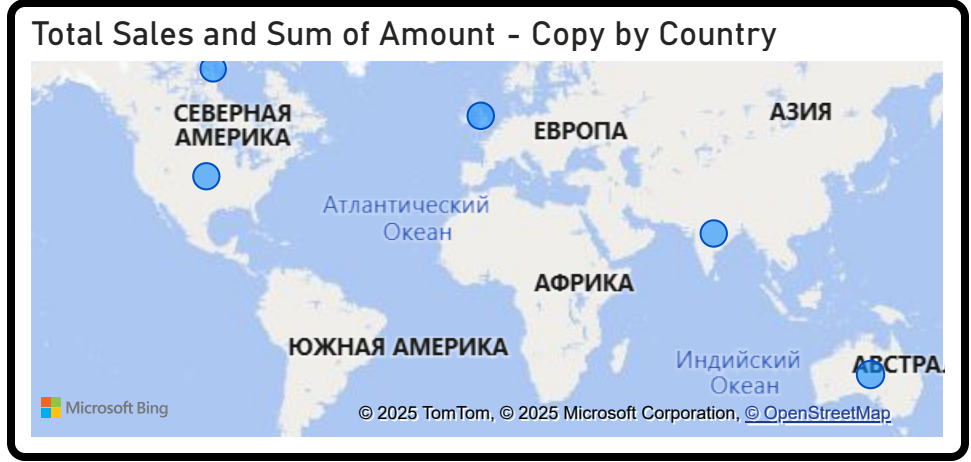 Total Sales and Sum of Amount - Copy by Country
СЕВЕРНАЯ
АМЕРИКА
АЗИЯ
ЕВРОПА
Атлантический
Океан
АФРИКА
ЮЖНАЯ АМЕРИКА
Индийский
Океан
АВСТРА...
Microsoft Bing
© 2025 TomTom, © 2025 Microsoft Corporation, © OpenStreetMap